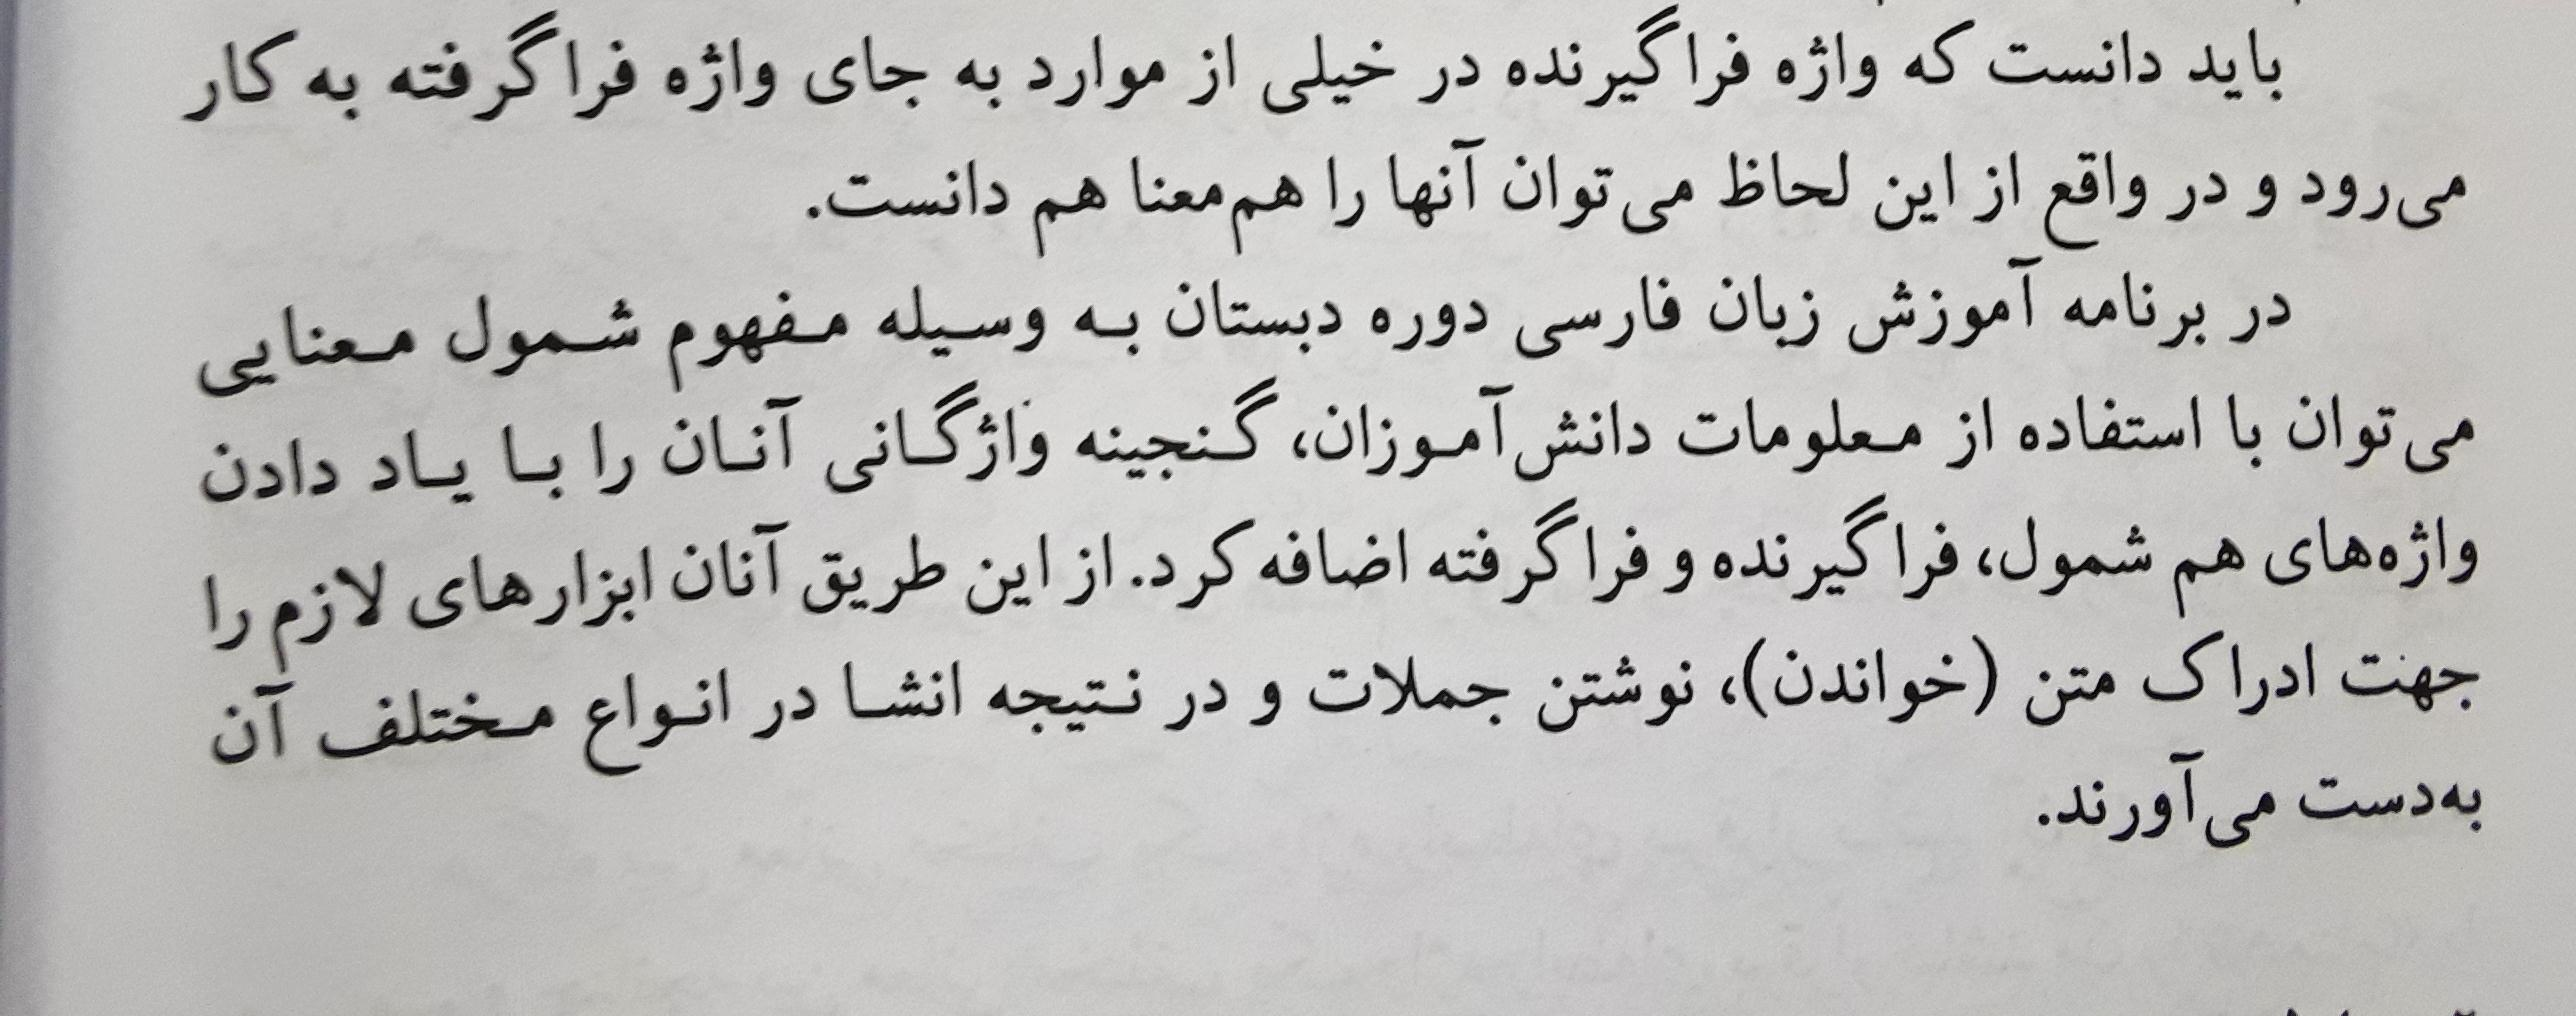 باید دانست که واژه فراگیرنده در خیلی از موارد به جای واژه فراگرفته به کار
می‌رود و در واقع از این لحاظ می‌توان آنها را هم‌معنا هم دانست.
در برنامه آموزش زبان فارسی دوره دبستان به وسیله مفهوم شمول معنایی
می‌توان با استفاده از معلومات دانش‌آموزان، گنجینه واژگانی آنان را با یاد دادن
واژه‌های هم شمول، فراگیرنده و فراگرفته اضافه کرد. از این طریق آنان ابزارهای لازم را
جهت ادراک متن (خواندن)، نوشتن جملات و در نتیجه انشا در انواع مختلف آن
به‌دست می‌آورند.